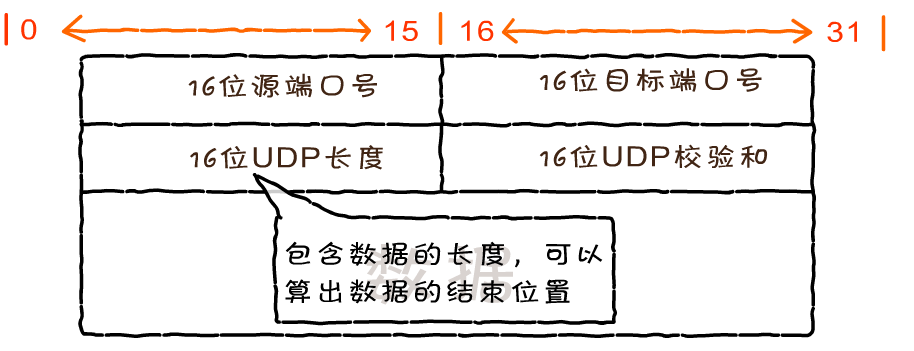 0 15 16 31
16位源端口号 16位目标端口号
16位UDP长度 16位UDP校验和
包含数据的长度，可以
算出数据的结束位置
数据